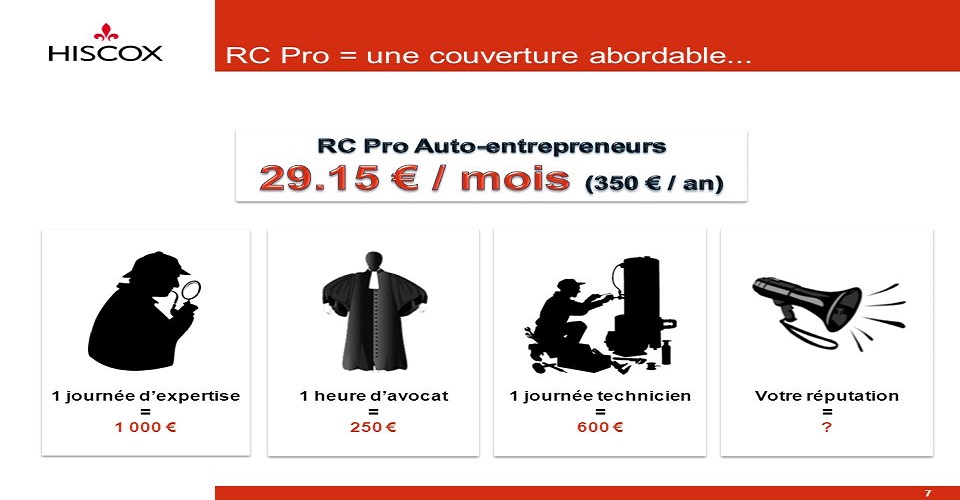 HISCOX
RC Pro = une couverture abordable...
RC Pro Auto-entrepreneurs
29.15 € / mois (350 € / an)
1 journée d'expertise
=
1 000 €
1 heure d'avocat
=
250 €
1 journée technicien
=
600 €
Votre réputation
=
?
7